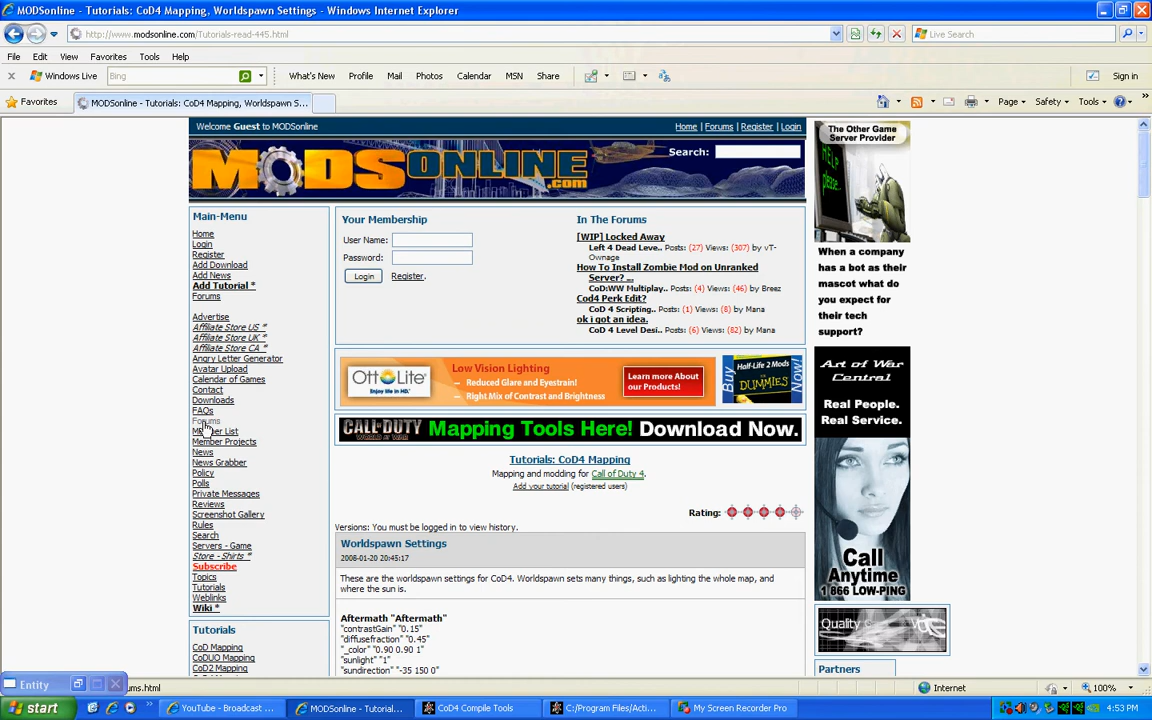 MODSonline - Tutorials: CoD4 Mapping, Worldspawn Settings - Windows Internet Explorer
http://www.modsonline.com/Tutorials-read-445.html
Live Search
File Edit View Favorites Tools Help
Windows Live Bing What's New Profile Mail Photos Calendar MSN Share Sign in
Favorites MODSonline - Tutorials: CoD4 Mapping, Worldspawn S... Page Safety Tools
Welcome Guest to MODSonline
Home | Forums | Register | Login
MODSONLINE.COM
Search:
Main-Menu
Home
Login
Register
Add Download
Add News
Add Tutorial *
Forums
Advertise
Affiliate Store US *
Affiliate Store UK *
Affiliate Store CA *
Angry Letter Generator
Avatar Upload
Calendar of Games
Contact
Downloads
FAQs
Forums
Member List
Member Projects
News
News Grabber
Policy
Polls
Private Messages
Reviews
Screenshot Gallery
Rules
Search
Servers - Game
Store - Shirts *
Subscribe
Topics
Tutorials
Weblinks
Wiki *
Tutorials
CoD Mapping
CoDUO Mapping
CoD2 Mapping
Your Membership
User Name:
Password:
Login Register.
In The Forums
[WIP] Locked Away
Left 4 Dead Leve.. Posts: (27) Views: (307) by vT-
Ownage
How To Install Zombie Mod on Unranked
Server? ...
CoD:WW Multiplay.. Posts: (4) Views: (46) by Breez
Cod4 Perk Edit?
CoD 4 Scripting.. Posts: (1) Views: (8) by Mana
ok i got an idea.
CoD 4 Level Desi.. Posts: (6) Views: (82) by Mana
OttLite
Enjoy life in HD.
Low Vision Lighting
Reduced Glare and Eyestrain!
Right Mix of Contrast and Brightness
Learn more About
our Products!
Buy
Half-Life 2 Mods
For
DUMMIES
Now!
CALL OF DUTY
WORLD AT WAR
Mapping Tools Here! Download Now.
Tutorials: CoD4 Mapping
Mapping and modding for Call of Duty 4.
Add your tutorial (registered users)
Rating:
Versions: You must be logged in to view history.
Worldspawn Settings
2008-01-20 20:45:17
These are the worldspawn settings for CoD4. Worldspawn sets many things, such as lighting the whole map, and
where the sun is.
Aftermath "Aftermath"
"contrastGain" "0.15"
"diffusefraction" "0.45"
"_color" "0.90 0.90 1"
"sunlight" "1"
"sundirection" "-35 150 0"
The Other Game
Server Provider
HELP
please..
When a company
has a bot as their
mascot what do
you expect for
their tech
support?
Art of War
Central
Real People.
Real Service.
Call
Anytime
1 866 LOW-PING
Quality
Partners
Entity
ums.html
Internet
100%
start
YouTube - Broadcast ...
MODSonline - Tutorial...
CoD4 Compile Tools
C:/Program Files/Acti...
My Screen Recorder Pro
4:53 PM